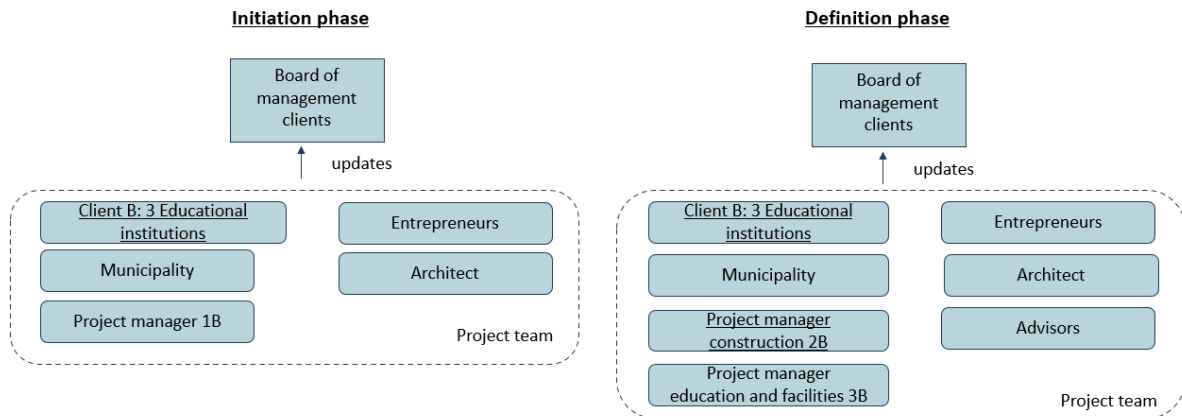 Initiation phase
Board of
management
clients
updates
Client B: 3 Educational
institutions
Municipality
Project manager 1B
Entrepreneurs
Architect
Project team
Definition phase
Board of
management
clients
updates
Client B: 3 Educational
institutions
Municipality
Project manager
construction 2B
Project manager
education and facilities 3B
Entrepreneurs
Architect
Advisors
Project team